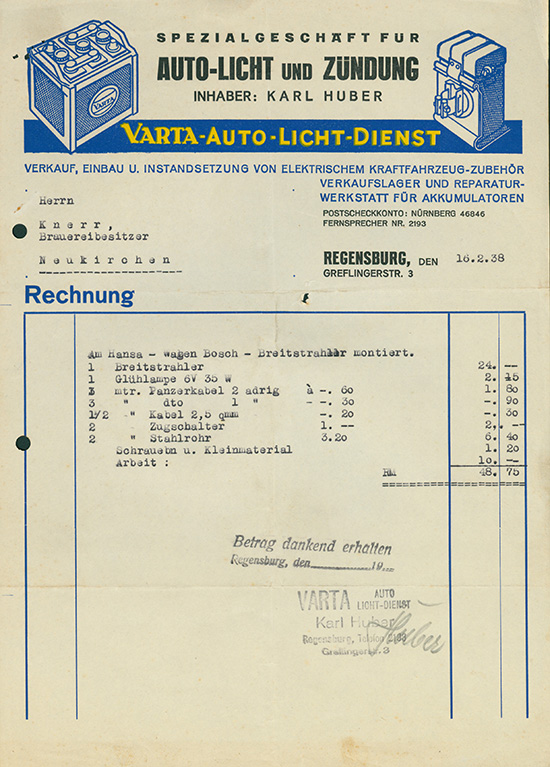 SPEZIALGESCHÄFT FUR
AUTO-LICHT UND ZÜNDUNG
INHABER: KARL HUBER
VARTA
VARTA-AUTO-LICHT-DIENST
VERKAUF, EINBAU U. INSTANDSETZUNG VON ELEKTRISCHEM KRAFTFAHRZEUG-ZUBEHÖR
VERKAUFSLAGER UND REPARATUR-
WERKSTATT FÜR AKKUMULATOREN
POSTSCHECKKONTO: NÜRNBERG 46846
FERNSPRECHER NR. 2193
Herrn
Knerr,
Brauereibesitzer
Neukirchen
REGENSBURG, DEN 16.2.38
GREFLINGERSTR. 3
Rechnung
Am Hansa - Wagen Bosch - Breitstrahler montiert.
1 Breitstrahler 24. --
1 Glühlampe 6V 35 W 2. 15
3 mtr. Panzerkabel 2 adrig à -. 60 1. 80
3 " dto 1 " - -. 30 -. 90
1½ " Kabel 2,5 qmm -. 20 -. 30
2 " Zugschalter 1. -- 2,. --
2 " Stahlrohr 3.20 6. 40
Schrauebn u. Kleinmaterial 1. 20
Arbeit : 10. --
RM 48. 75
Betrag dankend erhalten
Regensburg, den 19
VARTA AUTO LICHT-DIENST
Karl Huber
Regensburg, Telefon
Greflingerstr. 3
Huber